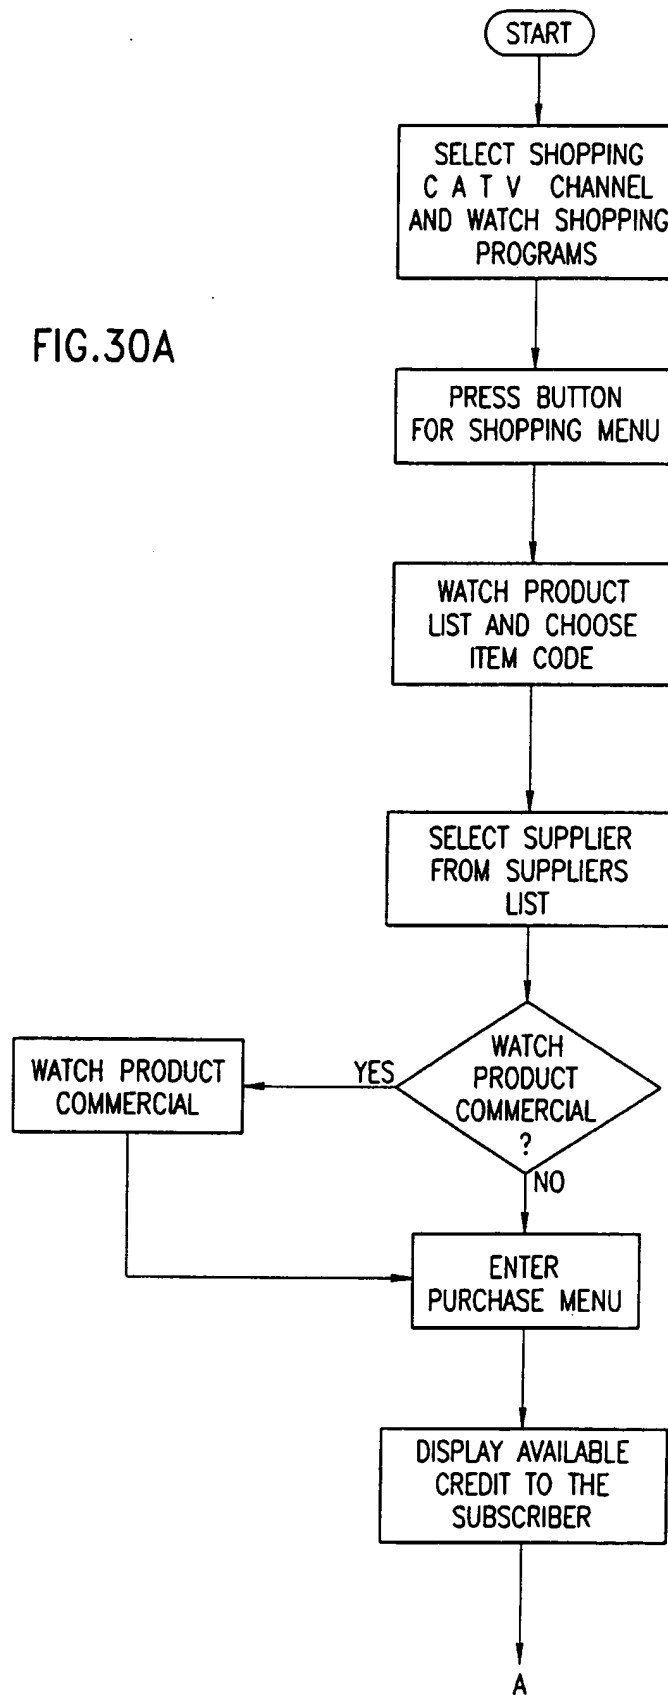 START
SELECT SHOPPING
C A T V CHANNEL
AND WATCH SHOPPING
PROGRAMS
FIG.30A
PRESS BUTTON
FOR SHOPPING MENU
WATCH PRODUCT
LIST AND CHOOSE
ITEM CODE
SELECT SUPPLIER
FROM SUPPLIERS
LIST
WATCH
PRODUCT
COMMERCIAL
?
YES
WATCH PRODUCT
COMMERCIAL
NO
ENTER
PURCHASE MENU
DISPLAY AVAILABLE
CREDIT TO THE
SUBSCRIBER
A